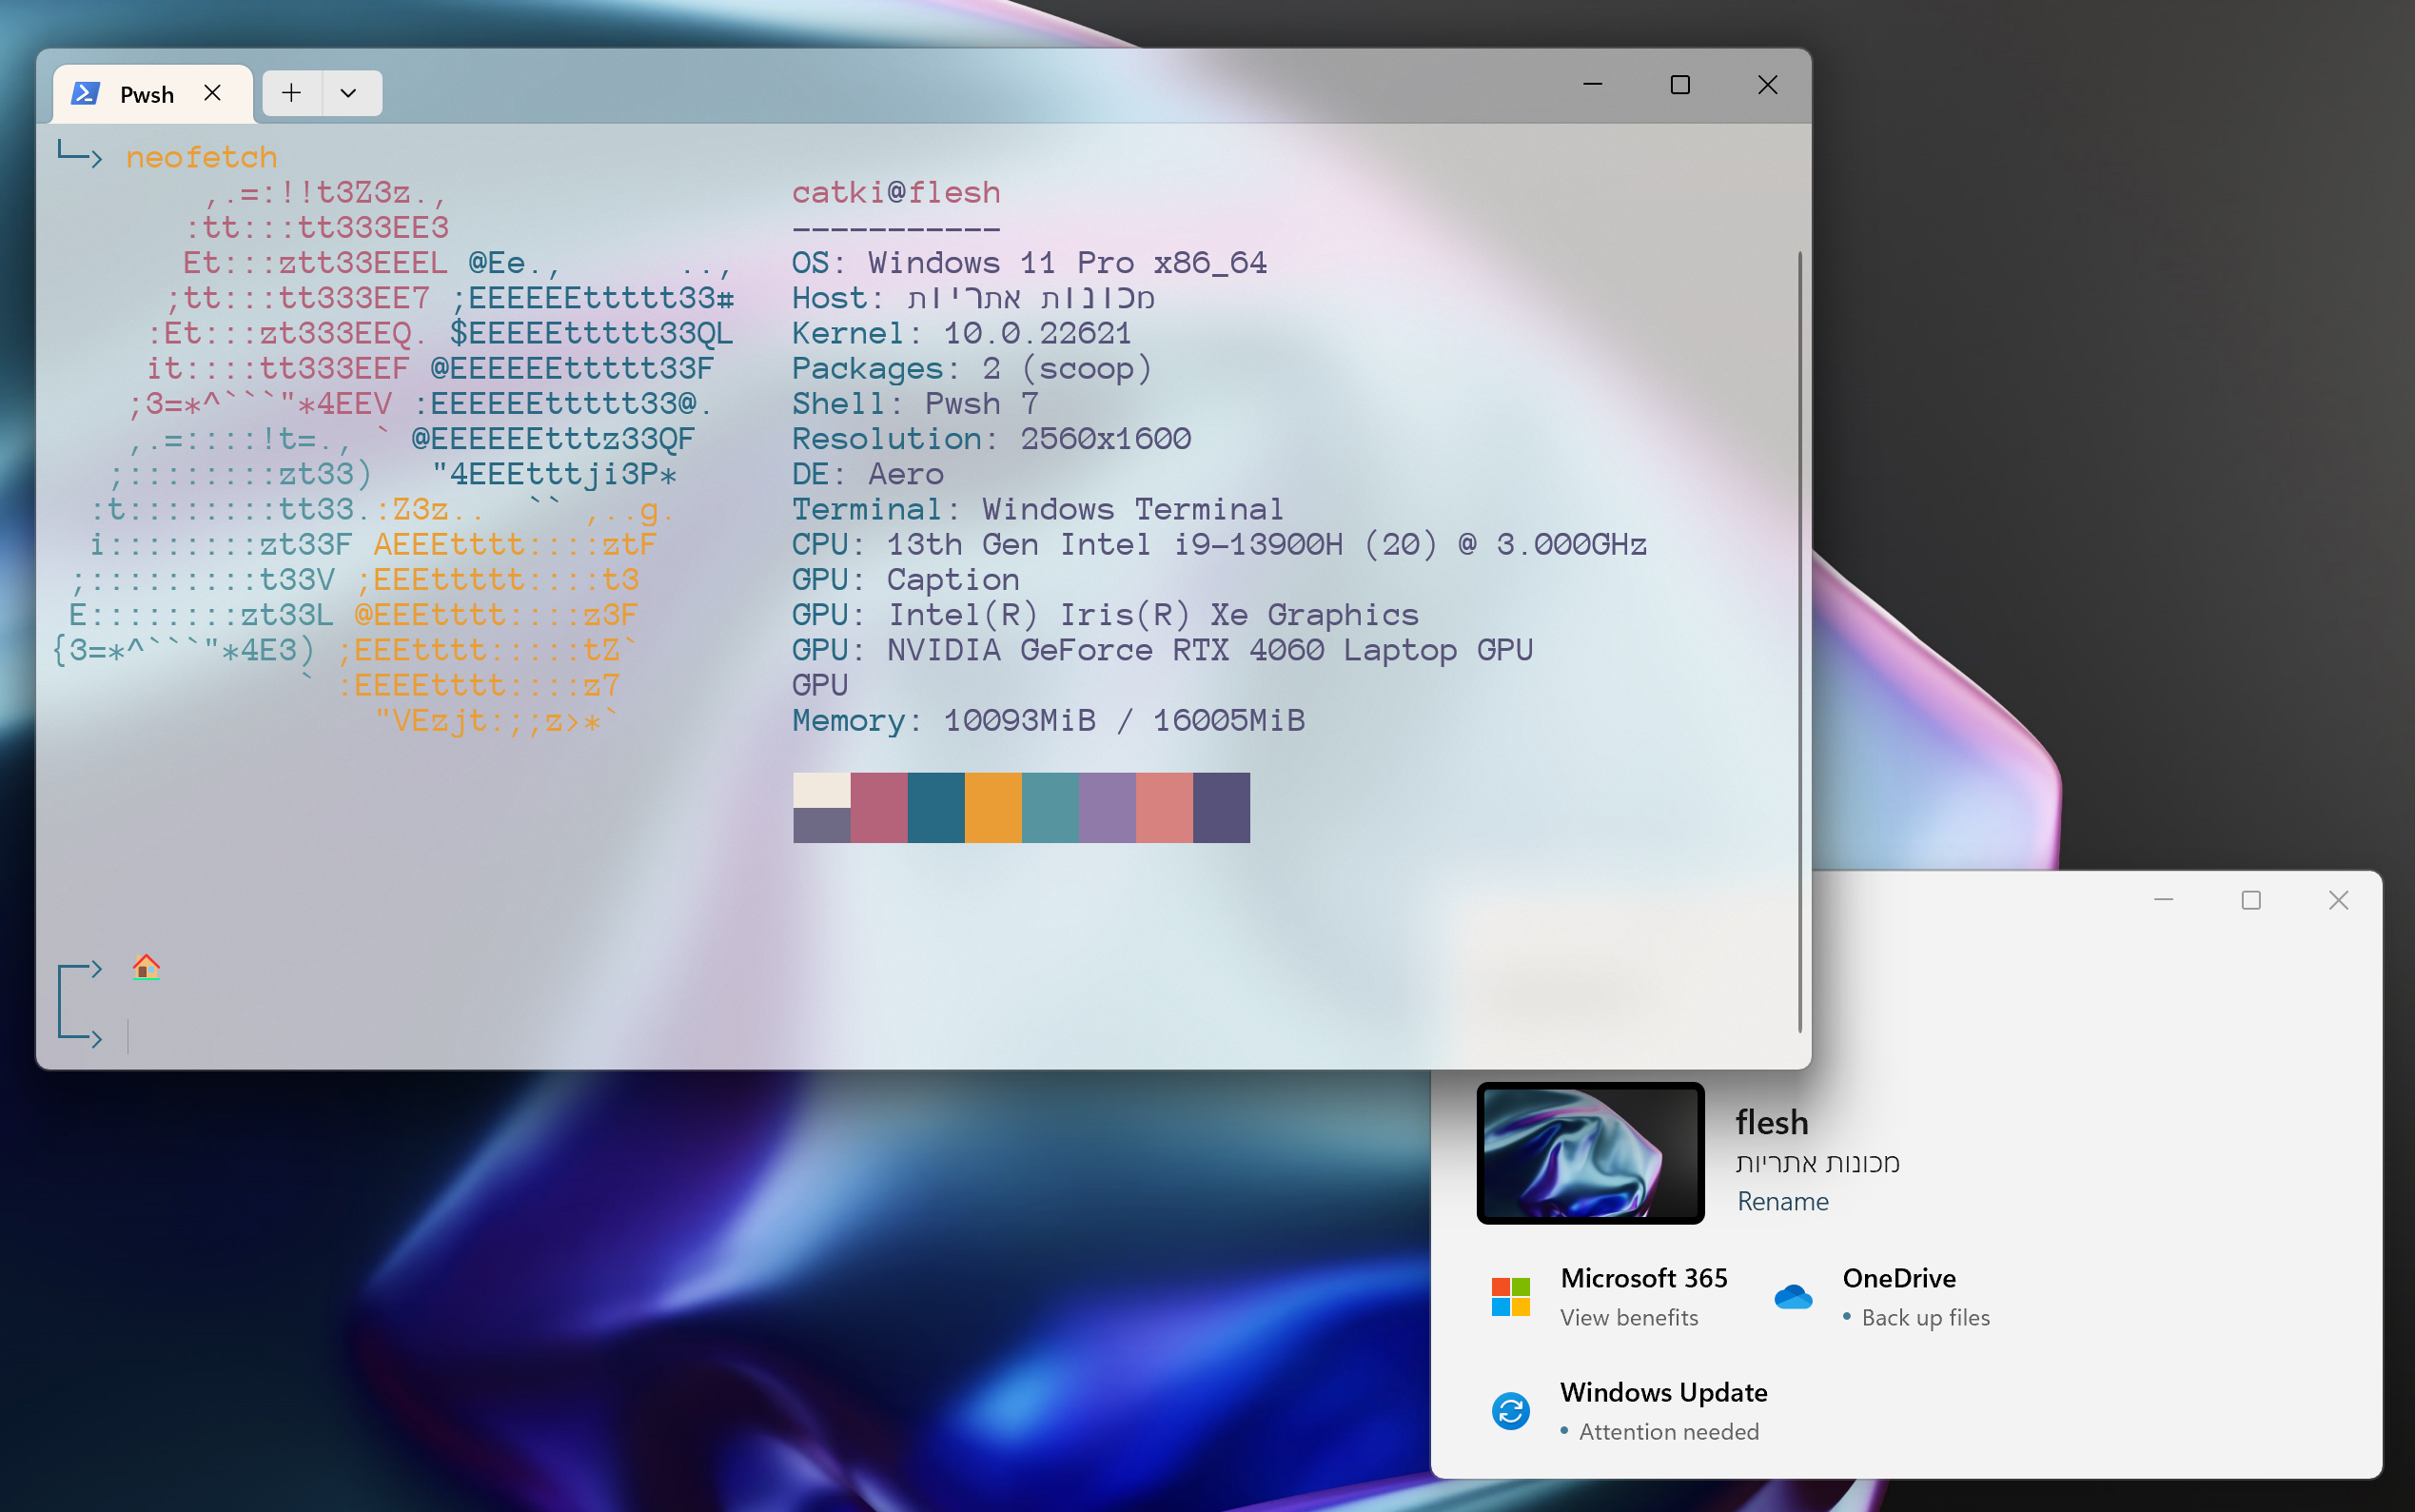 Pwsh
└─> neofetch
,.=:!!t3Z3z.,
:tt:::tt333EE3
Et:::ztt33EEEL @Ee., ..,
;tt:::tt333EE7 ;EEEEEEttttt33#
:Et:::zt333EEQ. $EEEEEttttt33QL
it::::tt333EEF @EEEEEEttttt33F
;3=*^```"*4EEV :EEEEEEttttt33@.
,.=::::!t=., ` @EEEEEEtttz33QF
;::::::::zt33) "4EEEtttji3P*
:t::::::::tt33.:Z3z.. `` ,..g.
i::::::::zt33F AEEEtttt::::ztF
;:::::::::t33V ;EEEttttt::::t3
E::::::::zt33L @EEEtttt::::z3F
{3=*^```"*4E3) ;EEEtttt:::::tZ`
` :EEEEtttt::::z7
"VEzjt:;;z>*`
catki@flesh
-----------
OS: Windows 11 Pro x86_64
Host: מכונות אתריות
Kernel: 10.0.22621
Packages: 2 (scoop)
Shell: Pwsh 7
Resolution: 2560x1600
DE: Aero
Terminal: Windows Terminal
CPU: 13th Gen Intel i9-13900H (20) @ 3.000GHz
GPU: Caption
GPU: Intel(R) Iris(R) Xe Graphics
GPU: NVIDIA GeForce RTX 4060 Laptop GPU
GPU
Memory: 10093MiB / 16005MiB
┌─> 🏠
└─>
flesh
מכונות אתריות
Rename
Microsoft 365
View benefits
OneDrive
• Back up files
Windows Update
• Attention needed